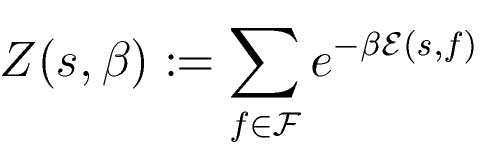 Z(s, β) := ∑_{f∈ℱ} e^{−βℰ(s,f)}